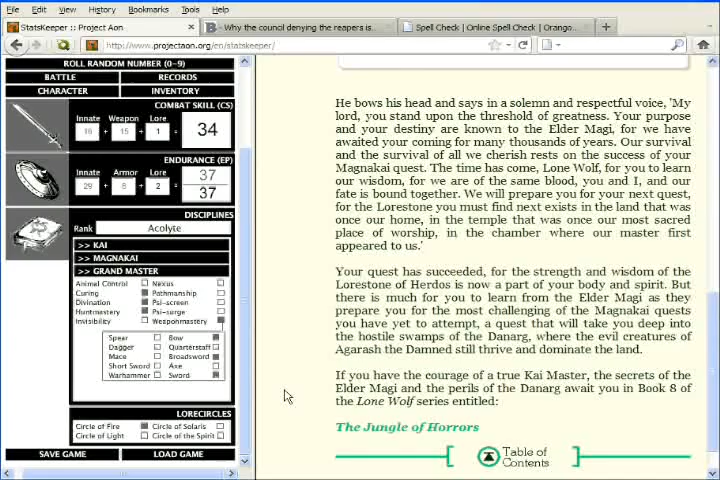 File Edit View History Bookmarks Tools Help
StatsKeeper :: Project Aon
Why the council denying the reapers is...
Spell Check | Online Spell Check | Orango...
http://www.projectaon.org/en/statskeeper/
ROLL RANDOM NUMBER (0-9)
BATTLE RECORDS
CHARACTER INVENTORY
COMBAT SKILL (CS)
Innate Weapon Lore
16 + 15 + 1 = 34
ENDURANCE (EP)
Innate Armor Lore 37
29 + 8 + 2 = 37
DISCIPLINES
Rank Acolyte
>> KAI
>> MAGNAKAI
>> GRAND MASTER
Animal Control Nexus
Curing Pathmanship
Divination Psi-screen
Huntmastery Psi-surge
Invisibility Weaponmastery
Spear Bow
Dagger Quarterstaff
Mace Broadsword
Short Sword Axe
Warhammer Sword
LORECIRCLES
Circle of Fire Circle of Solaris
Circle of Light Circle of the Spirit
SAVE GAME LOAD GAME
He bows his head and says in a solemn and respectful voice, 'My
lord, you stand upon the threshold of greatness. Your purpose
and your destiny are known to the Elder Magi, for we have
awaited your coming for many thousands of years. Our survival
and the survival of all we cherish rests on the success of your
Magnakai quest. The time has come, Lone Wolf, for you to learn
our wisdom, for we are of the same blood, you and I, and our
fate is bound together. We will prepare you for your next quest,
for the Lorestone you must find next exists in the land that was
once our home, in the temple that was once our most sacred
place of worship, in the chamber where our master first
appeared to us.'
Your quest has succeeded, for the strength and wisdom of the
Lorestone of Herdos is now a part of your body and spirit. But
there is much for you to learn from the Elder Magi as they
prepare you for the most challenging of the Magnakai quests
you have yet to attempt, a quest that will take you deep into
the hostile swamps of the Danarg, where the evil creatures of
Agarash the Damned still thrive and dominate the land.
If you have the courage of a true Kai Master, the secrets of the
Elder Magi and the perils of the Danarg await you in Book 8 of
the Lone Wolf series entitled:
The Jungle of Horrors
Table of
Contents